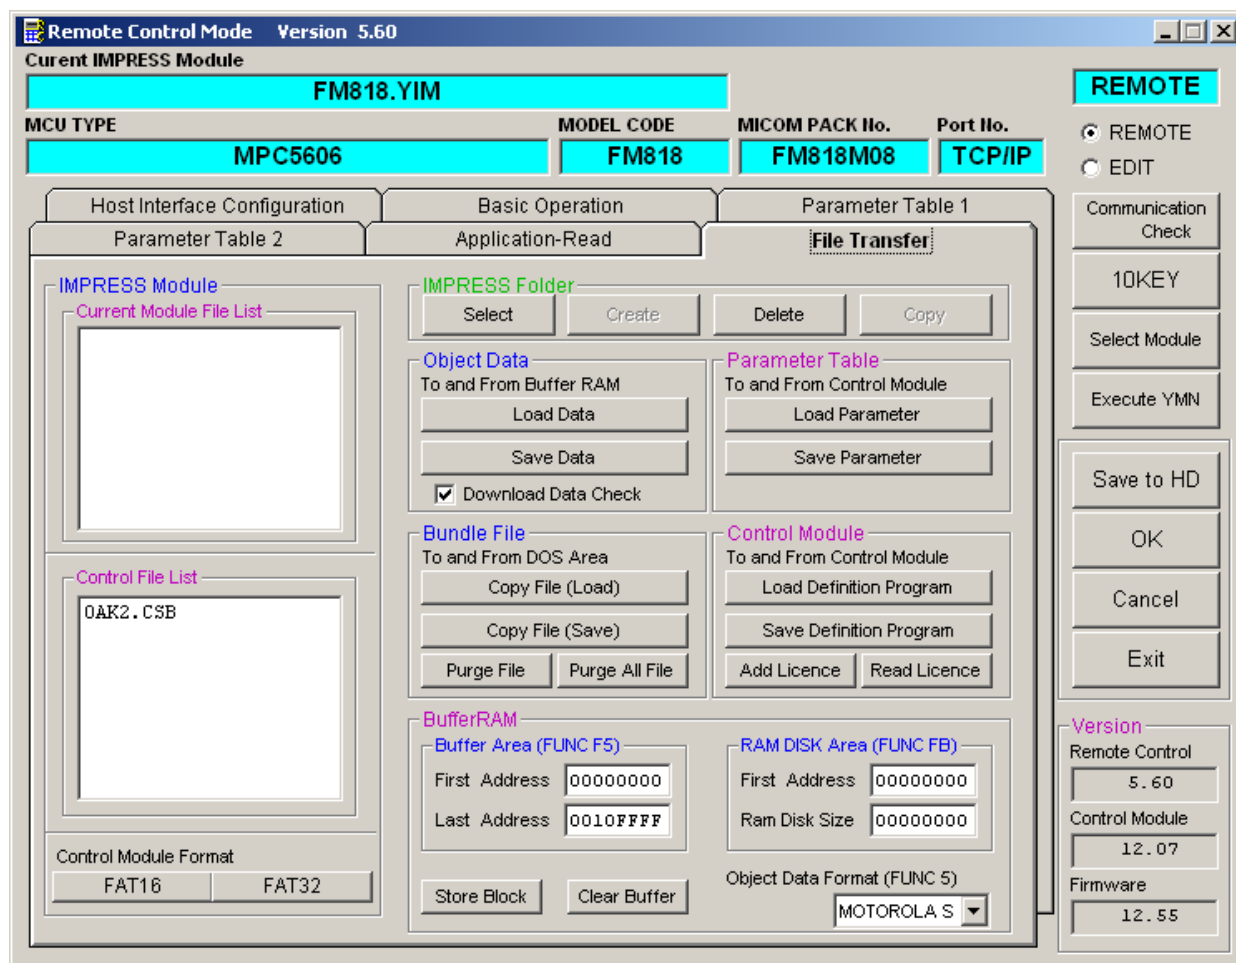 Remote Control Mode Version 5.60
Curent IMPRESS Module
FM818.YIM
REMOTE
MCU TYPE MODEL CODE MICOM PACK No. Port No.
MPC5606 FM818 FM818M08 TCP/IP
REMOTE
EDIT
Host Interface Configuration Basic Operation Parameter Table 1
Parameter Table 2 Application-Read File Transfer
Communication
Check
10KEY
Select Module
Execute YMN
IMPRESS Module
Current Module File List
IMPRESS Folder
Select Create Delete Copy
Object Data
To and From Buffer RAM
Load Data
Save Data
Download Data Check
Parameter Table
To and From Control Module
Load Parameter
Save Parameter
Save to HD
OK
Cancel
Exit
Control File List
OAK2.CSB
Bundle File
To and From DOS Area
Copy File (Load)
Copy File (Save)
Purge File Purge All File
Control Module
To and From Control Module
Load Definition Program
Save Definition Program
Add Licence Read Licence
BufferRAM
Buffer Area (FUNC F5)
First Address 00000000
Last Address 0010FFFF
RAM DISK Area (FUNC FB)
First Address 00000000
Ram Disk Size 00000000
Control Module Format
FAT16 FAT32
Store Block Clear Buffer
Object Data Format (FUNC 5)
MOTOROLA S
Version
Remote Control
5.60
Control Module
12.07
Firmware
12.55